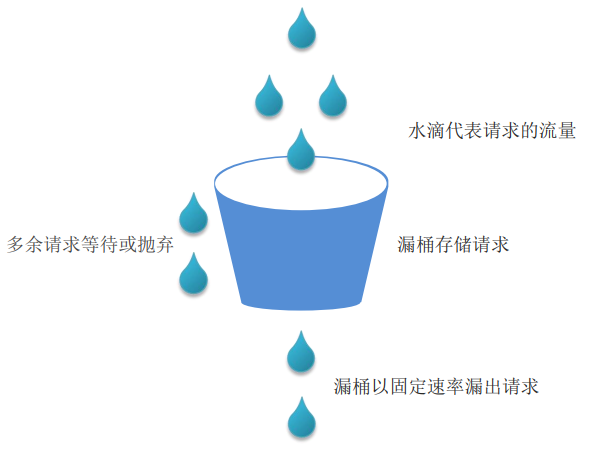 水滴代表请求的流量
多余请求等待或抛弃
漏桶存储请求
漏桶以固定速率漏出请求